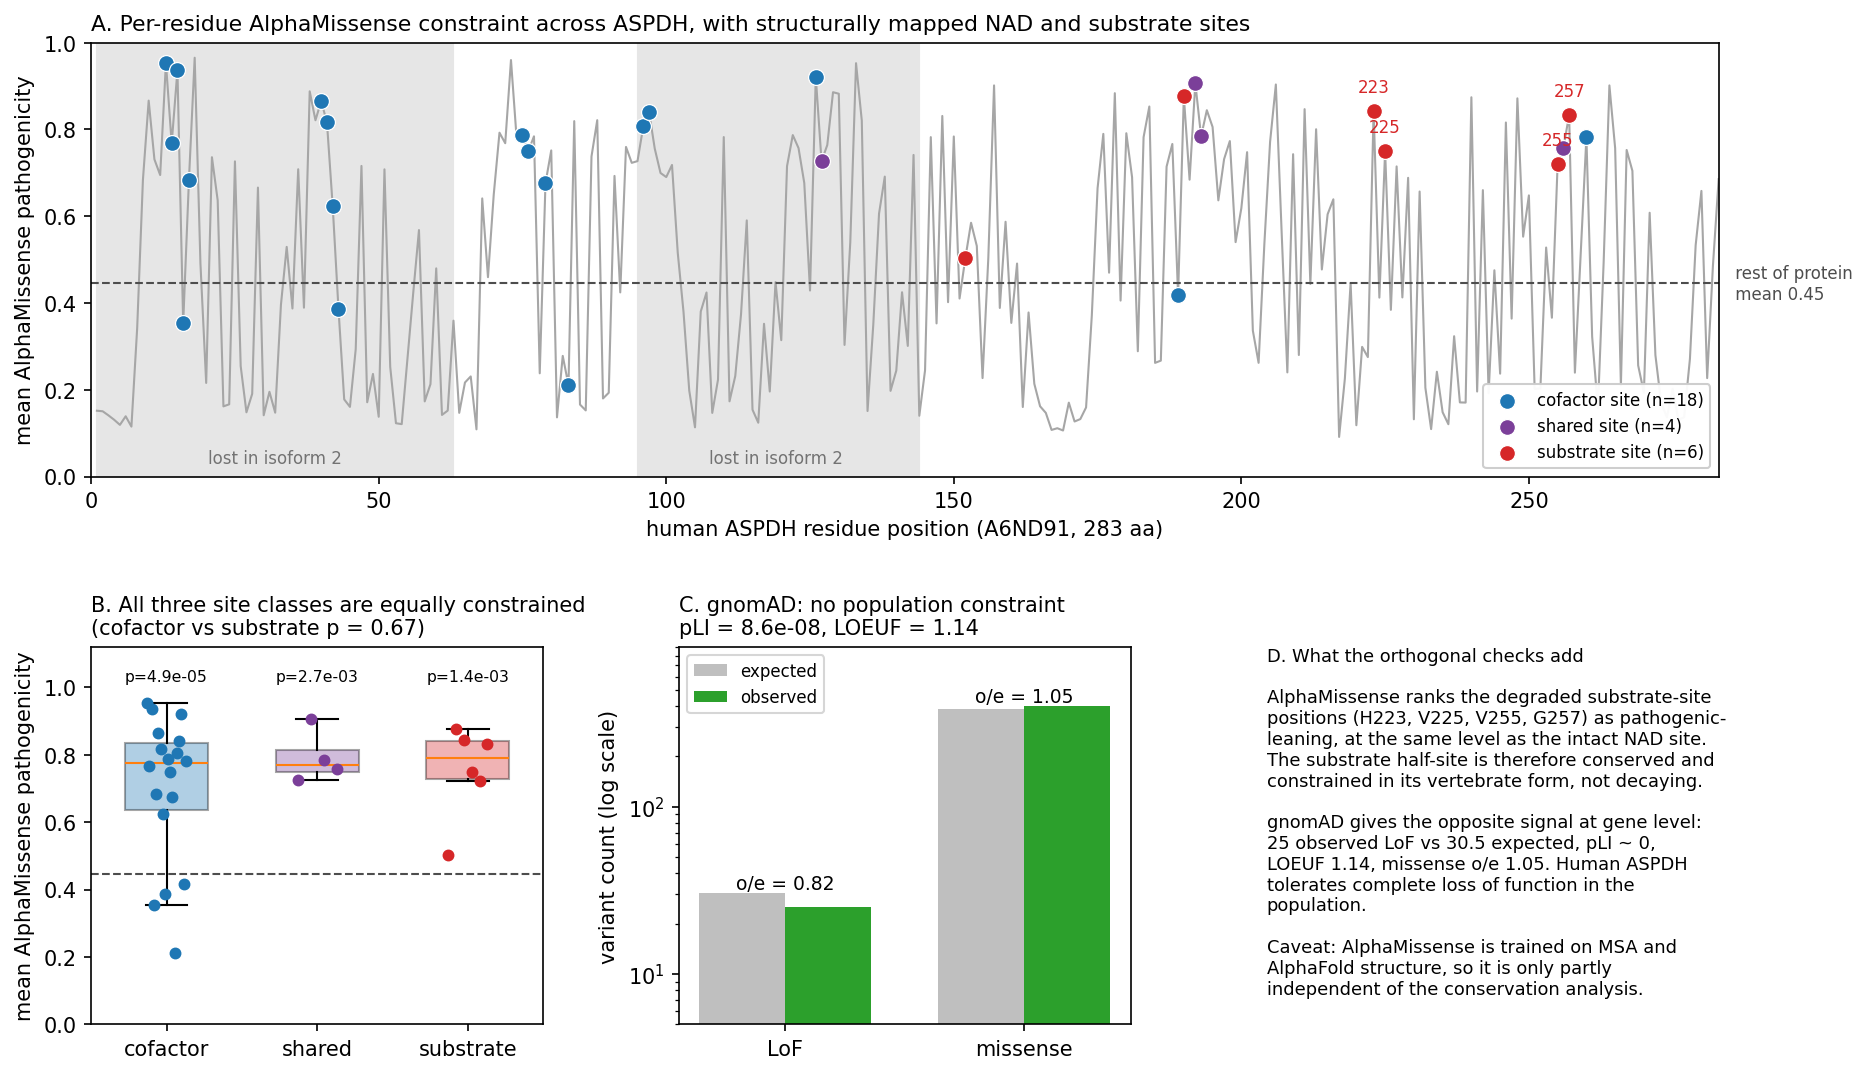 A. Per-residue AlphaMissense constraint across ASPDH, with structurally mapped NAD and substrate sites
mean AlphaMissense pathogenicity
1.0
0.8
0.6
0.4
0.2
0.0
0
50
100
150
200
250
human ASPDH residue position (A6ND91, 283 aa)
lost in isoform 2
lost in isoform 2
223
225
255
257
rest of protein
mean 0.45
cofactor site (n=18)
shared site (n=4)
substrate site (n=6)
B. All three site classes are equally constrained
(cofactor vs substrate p = 0.67)
mean AlphaMissense pathogenicity
1.0
0.8
0.6
0.4
0.2
0.0
p=4.9e-05
p=2.7e-03
p=1.4e-03
cofactor
shared
substrate
C. gnomAD: no population constraint
pLI = 8.6e-08, LOEUF = 1.14
variant count (log scale)
10²
10¹
expected
observed
o/e = 0.82
o/e = 1.05
LoF
missense
D. What the orthogonal checks add
AlphaMissense ranks the degraded substrate-site
positions (H223, V225, V255, G257) as pathogenic-
leaning, at the same level as the intact NAD site.
The substrate half-site is therefore conserved and
constrained in its vertebrate form, not decaying.
gnomAD gives the opposite signal at gene level:
25 observed LoF vs 30.5 expected, pLI ~ 0,
LOEUF 1.14, missense o/e 1.05. Human ASPDH
tolerates complete loss of function in the
population.
Caveat: AlphaMissense is trained on MSA and
AlphaFold structure, so it is only partly
independent of the conservation analysis.